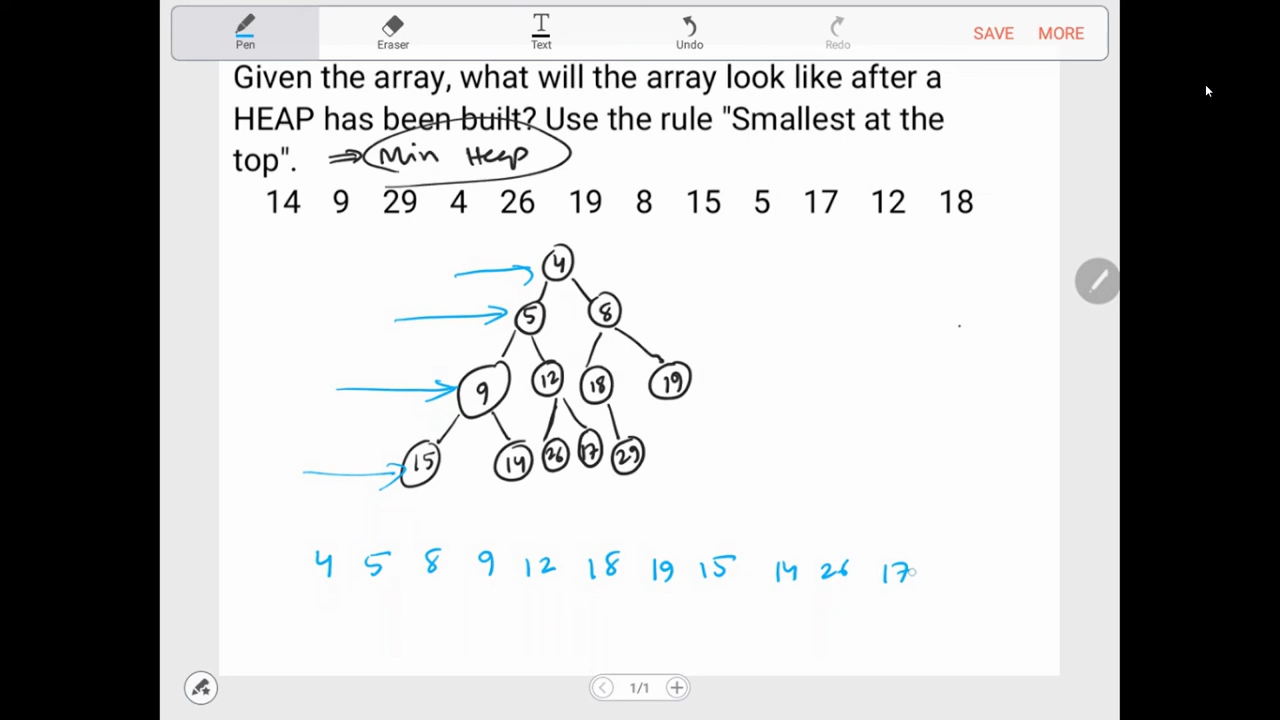 Pen Eraser Text Undo Redo SAVE MORE
Given the array, what will the array look like after a
HEAP has been built? Use the rule "Smallest at the
top". ⇒ Min Heap
14 9 29 4 26 19 8 15 5 17 12 18
4
5 8
9 12 18 19
15 14 26 17 29
4 5 8 9 12 18 19 15 14 26 17
1/1